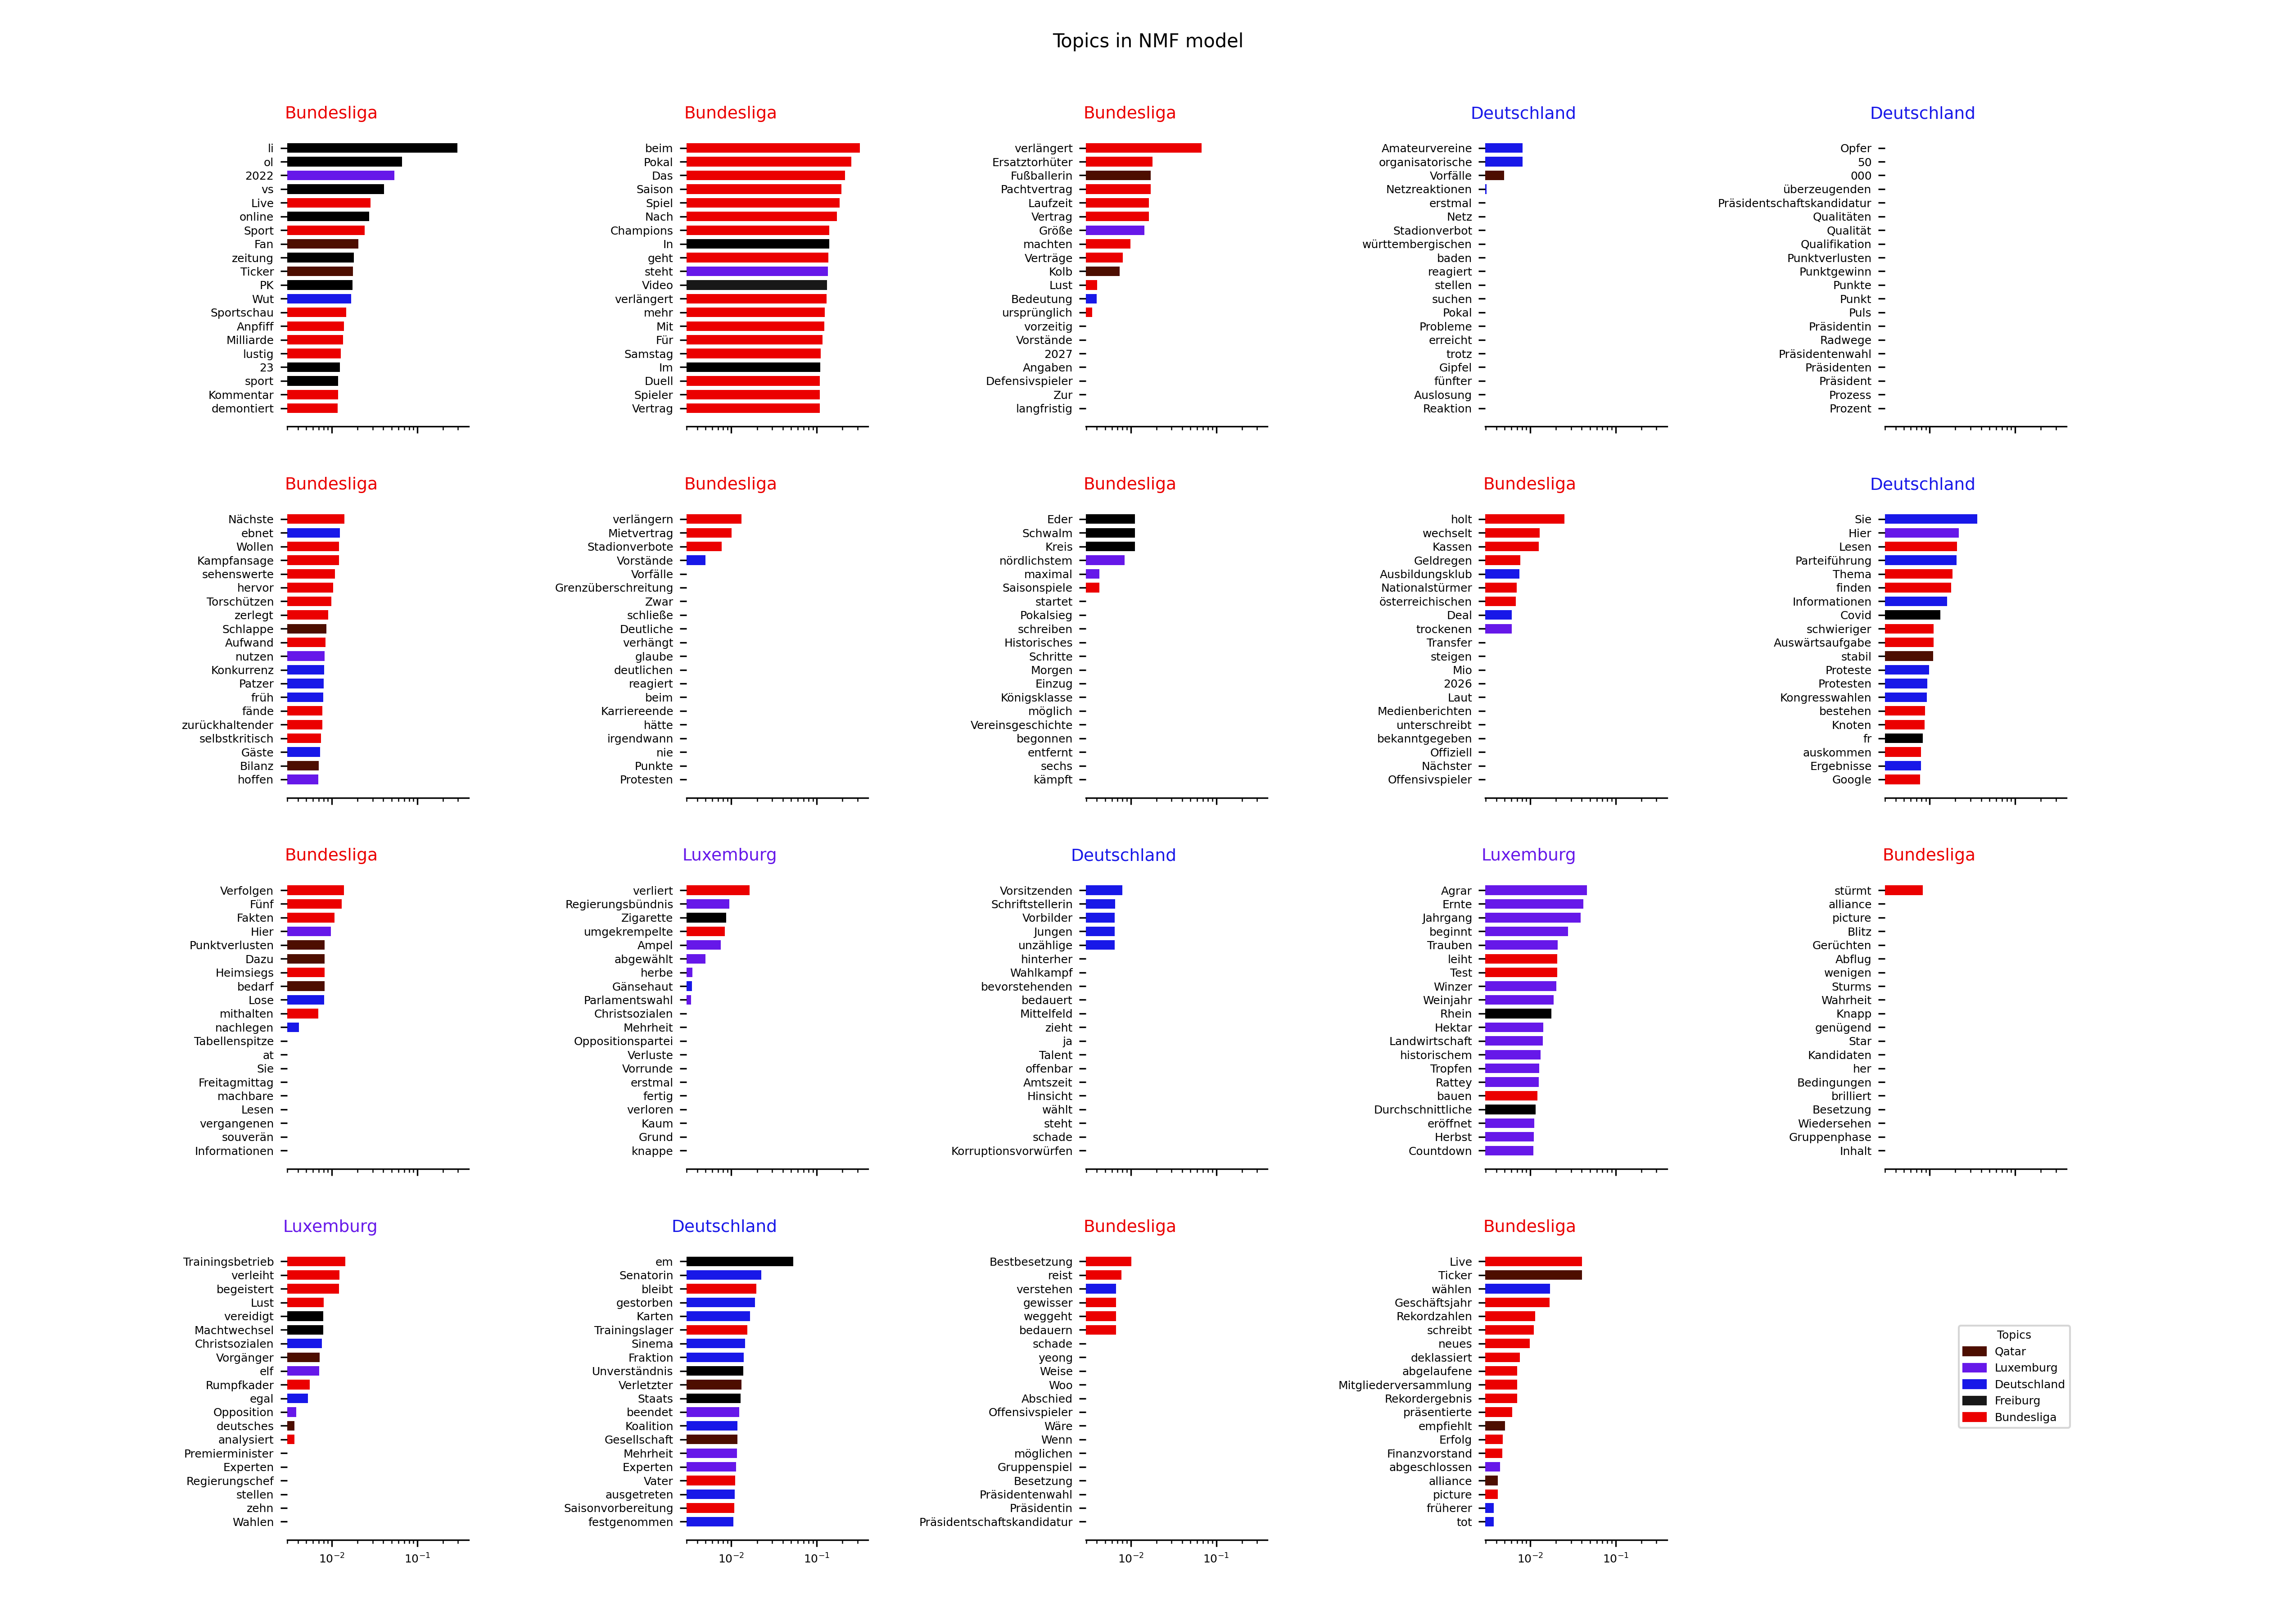 Topics in NMF model
Bundesliga
li
ol
2022
vs
Live
online
Sport
Fan
zeitung
Ticker
PK
Wut
Sportschau
Anpfiff
Milliarde
lustig
23
sport
Kommentar
demontiert
Bundesliga
beim
Pokal
Das
Saison
Spiel
Nach
Champions
In
geht
steht
Video
verlängert
mehr
Mit
Für
Samstag
Im
Duell
Spieler
Vertrag
Bundesliga
verlängert
Ersatztorhüter
Fußballerin
Pachtvertrag
Laufzeit
Vertrag
Größe
machten
Verträge
Kolb
Lust
Bedeutung
ursprünglich
vorzeitig
Vorstände
2027
Angaben
Defensivspieler
Zur
langfristig
Deutschland
Amateurvereine
organisatorische
Vorfälle
Netzreaktionen
erstmal
Netz
Stadionverbot
württembergischen
baden
reagiert
stellen
suchen
Pokal
Probleme
erreicht
trotz
Gipfel
fünfter
Auslosung
Reaktion
Deutschland
Opfer
50
000
überzeugenden
Präsidentschaftskandidatur
Qualitäten
Qualität
Qualifikation
Punktverlusten
Punktgewinn
Punkte
Punkt
Puls
Präsidentin
Radwege
Präsidentenwahl
Präsidenten
Präsident
Prozess
Prozent
Bundesliga
Nächste
ebnet
Wollen
Kampfansage
sehenswerte
hervor
Torschützen
zerlegt
Schlappe
Aufwand
nutzen
Konkurrenz
Patzer
früh
fände
zurückhaltender
selbstkritisch
Gäste
Bilanz
hoffen
Bundesliga
verlängern
Mietvertrag
Stadionverbote
Vorstände
Vorfälle
Grenzüberschreitung
Zwar
schließe
Deutliche
verhängt
glaube
deutlichen
reagiert
beim
Karriereende
hätte
irgendwann
nie
Punkte
Protesten
Bundesliga
Eder
Schwalm
Kreis
nördlichstem
maximal
Saisonspiele
startet
Pokalsieg
schreiben
Historisches
Schritte
Morgen
Einzug
Königsklasse
möglich
Vereinsgeschichte
begonnen
entfernt
sechs
kämpft
Bundesliga
holt
wechselt
Kassen
Geldregen
Ausbildungsklub
Nationalstürmer
österreichischen
Deal
trockenen
Transfer
steigen
Mio
2026
Laut
Medienberichten
unterschreibt
bekanntgegeben
Offiziell
Nächster
Offensivspieler
Deutschland
Sie
Hier
Lesen
Parteiführung
Thema
finden
Informationen
Covid
schwieriger
Auswärtsaufgabe
stabil
Proteste
Protesten
Kongresswahlen
bestehen
Knoten
fr
auskommen
Ergebnisse
Google
Bundesliga
Verfolgen
Fünf
Fakten
Hier
Punktverlusten
Dazu
Heimsiegs
bedarf
Lose
mithalten
nachlegen
Tabellenspitze
at
Sie
Freitagmittag
machbare
Lesen
vergangenen
souverän
Informationen
Luxemburg
verliert
Regierungsbündnis
Zigarette
umgekrempelte
Ampel
abgewählt
herbe
Gänsehaut
Parlamentswahl
Christsozialen
Mehrheit
Oppositionspartei
Verluste
Vorrunde
erstmal
fertig
verloren
Kaum
Grund
knappe
Deutschland
Vorsitzenden
Schriftstellerin
Vorbilder
Jungen
unzählige
hinterher
Wahlkampf
bevorstehenden
bedauert
Mittelfeld
zieht
ja
Talent
offenbar
Amtszeit
Hinsicht
wählt
steht
schade
Korruptionsvorwürfen
Luxemburg
Agrar
Ernte
Jahrgang
beginnt
Trauben
leiht
Test
Winzer
Weinjahr
Rhein
Hektar
Landwirtschaft
historischem
Tropfen
Rattey
bauen
Durchschnittliche
eröffnet
Herbst
Countdown
Bundesliga
stürmt
alliance
picture
Blitz
Gerüchten
Abflug
wenigen
Sturms
Wahrheit
Knapp
genügend
Star
Kandidaten
her
Bedingungen
brilliert
Besetzung
Wiedersehen
Gruppenphase
Inhalt
Luxemburg
Trainingsbetrieb
verleiht
begeistert
Lust
vereidigt
Machtwechsel
Christsozialen
Vorgänger
elf
Rumpfkader
egal
Opposition
deutsches
analysiert
Premierminister
Experten
Regierungschef
stellen
zehn
Wahlen
10⁻² 10⁻¹
Deutschland
em
Senatorin
bleibt
gestorben
Karten
Trainingslager
Sinema
Fraktion
Unverständnis
Verletzter
Staats
beendet
Koalition
Gesellschaft
Mehrheit
Experten
Vater
ausgetreten
Saisonvorbereitung
festgenommen
10⁻² 10⁻¹
Bundesliga
Bestbesetzung
reist
verstehen
gewisser
weggeht
bedauern
schade
yeong
Weise
Woo
Abschied
Offensivspieler
Wäre
Wenn
möglichen
Gruppenspiel
Besetzung
Präsidentenwahl
Präsidentin
Präsidentschaftskandidatur
10⁻² 10⁻¹
Bundesliga
Live
Ticker
wählen
Geschäftsjahr
Rekordzahlen
schreibt
neues
deklassiert
abgelaufene
Mitgliederversammlung
Rekordergebnis
präsentierte
empfiehlt
Erfolg
Finanzvorstand
abgeschlossen
alliance
picture
früherer
tot
10⁻² 10⁻¹
Topics
Qatar
Luxemburg
Deutschland
Freiburg
Bundesliga